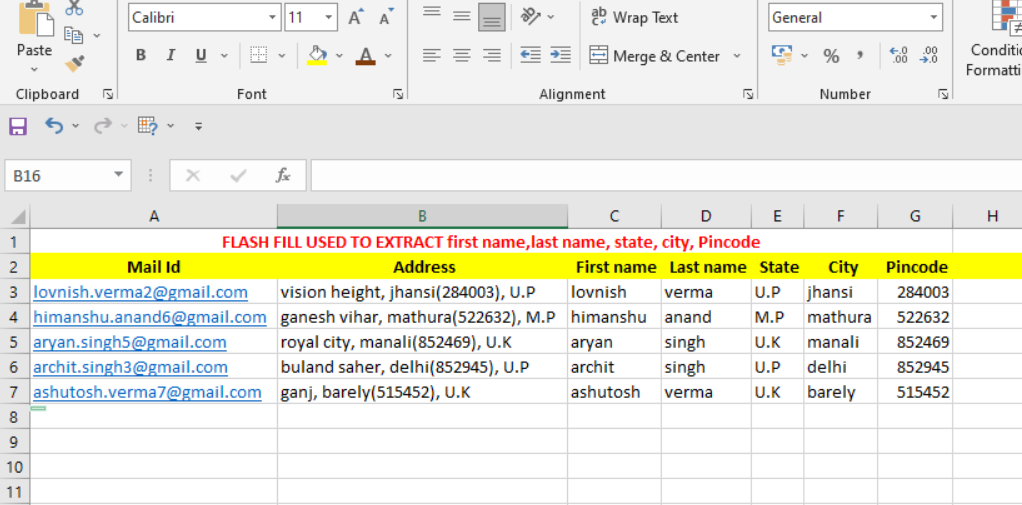 Calibri 11 A A ab Wrap Text General
Paste B I U A Merge & Center % , Conditio
Formatti
Clipboard Font Alignment Number
B16 fx
A B C D E F G H
1 FLASH FILL USED TO EXTRACT first name,last name, state, city, Pincode
2 Mail Id Address First name Last name State City Pincode
3 lovnish.verma2@gmail.com vision height, jhansi(284003), U.P lovnish verma U.P jhansi 284003
4 himanshu.anand6@gmail.com ganesh vihar, mathura(522632), M.P himanshu anand M.P mathura 522632
5 aryan.singh5@gmail.com royal city, manali(852469), U.K aryan singh U.K manali 852469
6 archit.singh3@gmail.com buland saher, delhi(852945), U.P archit singh U.P delhi 852945
7 ashutosh.verma7@gmail.com ganj, barely(515452), U.K ashutosh verma U.K barely 515452
8
9
10
11